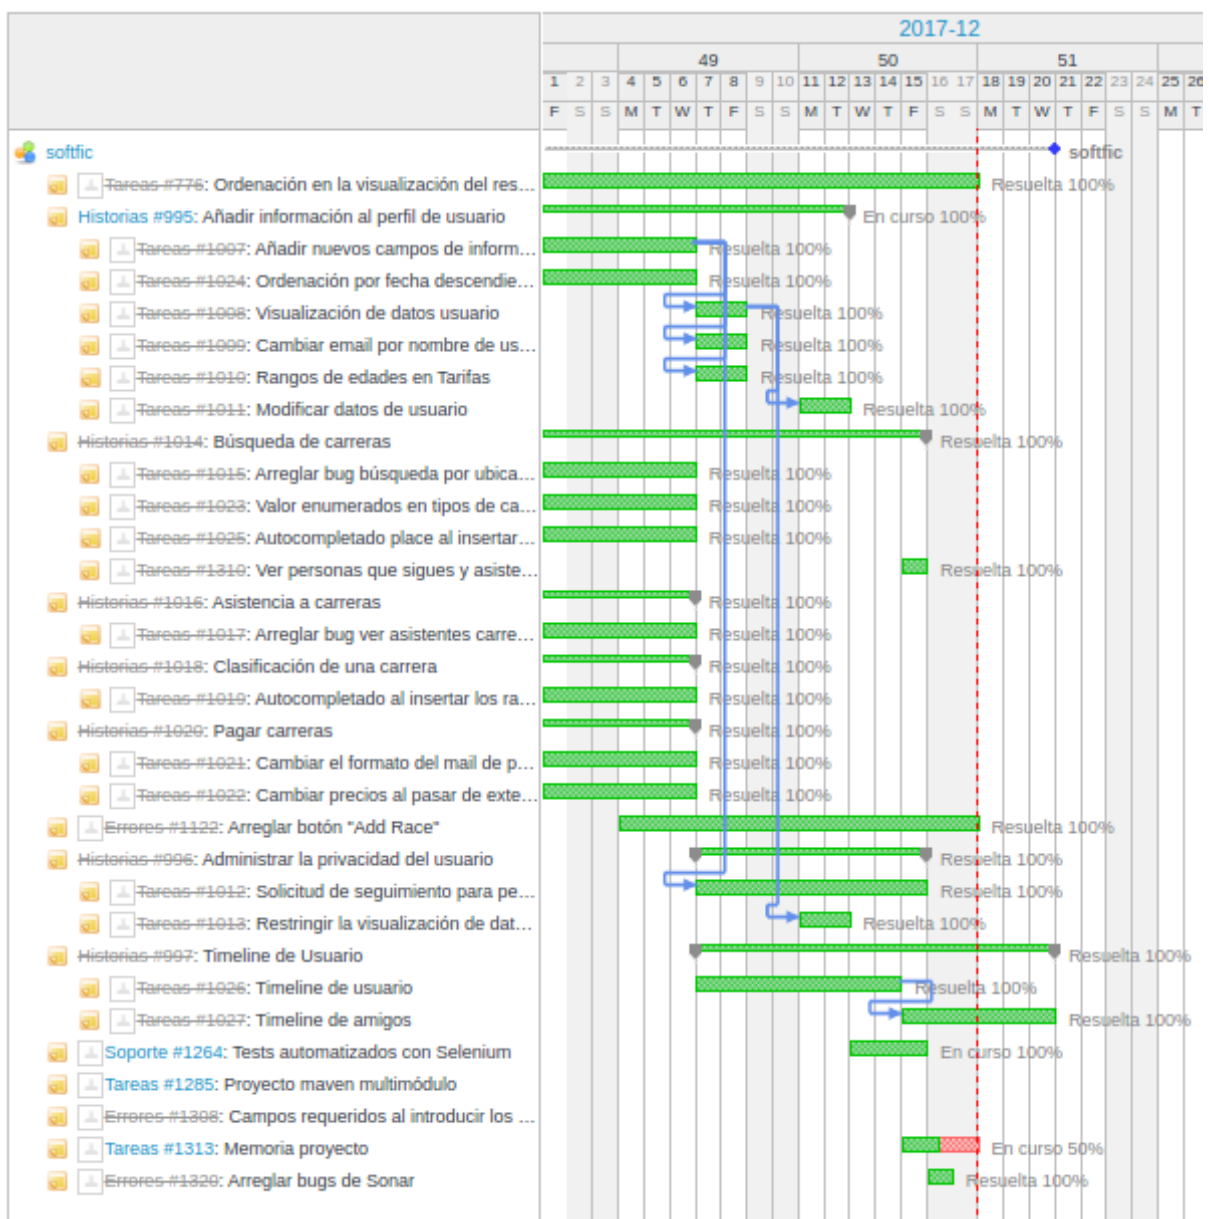 2017-12
49 50 51
1 2 3 4 5 6 7 8 9 10 11 12 13 14 15 16 17 18 19 20 21 22 23 24 25 26
F S S M T W T F S S M T W T F S S M T W T F S S M T
softfic softfic
Tareas #776: Ordenación en la visualización del res... Resuelta 100%
Historias #995: Añadir información al perfil de usuario En curso 100%
Tareas #1007: Añadir nuevos campos de inform... Resuelta 100%
Tareas #1024: Ordenación por fecha descendie... Resuelta 100%
Tareas #1008: Visualización de datos usuario Resuelta 100%
Tareas #1009: Cambiar email por nombre de us... Resuelta 100%
Tareas #1010: Rangos de edades en Tarifas Resuelta 100%
Tareas #1011: Modificar datos de usuario Resuelta 100%
Historias #1014: Búsqueda de carreras Resuelta 100%
Tareas #1015: Arreglar bug búsqueda por ubica... Resuelta 100%
Tareas #1023: Valor enumerados en tipos de ca... Resuelta 100%
Tareas #1025: Autocompletado place al insertar... Resuelta 100%
Tareas #1310: Ver personas que sigues y asiste... Resuelta 100%
Historias #1016: Asistencia a carreras Resuelta 100%
Tareas #1017: Arreglar bug ver asistentes carre... Resuelta 100%
Historias #1018: Clasificación de una carrera Resuelta 100%
Tareas #1019: Autocompletado al insertar los ra... Resuelta 100%
Historias #1020: Pagar carreras Resuelta 100%
Tareas #1021: Cambiar el formato del mail de p... Resuelta 100%
Tareas #1022: Cambiar precios al pasar de exte... Resuelta 100%
Errores #1122: Arreglar botón "Add Race" Resuelta 100%
Historias #996: Administrar la privacidad del usuario Resuelta 100%
Tareas #1012: Solicitud de seguimiento para pe... Resuelta 100%
Tareas #1013: Restringir la visualización de dat... Resuelta 100%
Historias #997: Timeline de Usuario Resuelta 100%
Tareas #1026: Timeline de usuario Resuelta 100%
Tareas #1027: Timeline de amigos Resuelta 100%
Soporte #1264: Tests automatizados con Selenium En curso 100%
Tareas #1285: Proyecto maven multimódulo
Errores #1308: Campos requeridos al introducir los ...
Tareas #1313: Memoria proyecto En curso 50%
Errores #1320: Arreglar bugs de Sonar Resuelta 100%